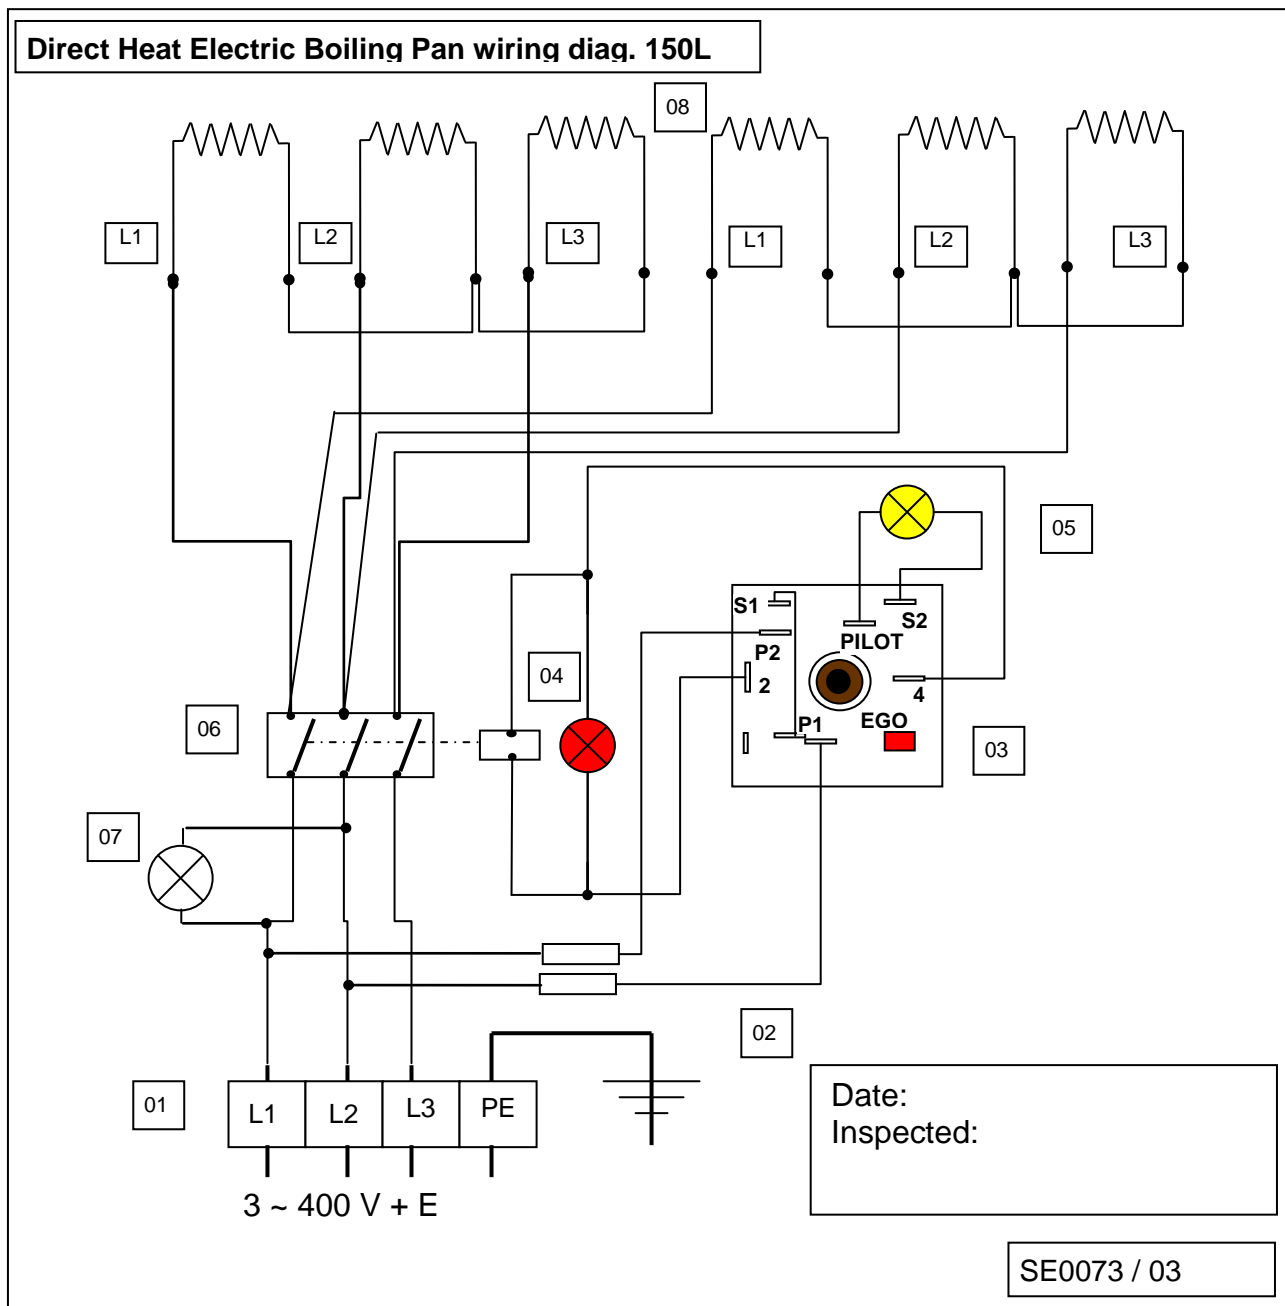 Direct Heat Electric Boiling Pan wiring diag. 150L
08
L1
L2
L3
L1
L2
L3
05
S1
S2
PILOT
P2
04
2
4
P1
EGO
06
03
07
02
01
L1
L2
L3
PE
3 ~ 400 V + E
Date:
Inspected:
SE0073 / 03